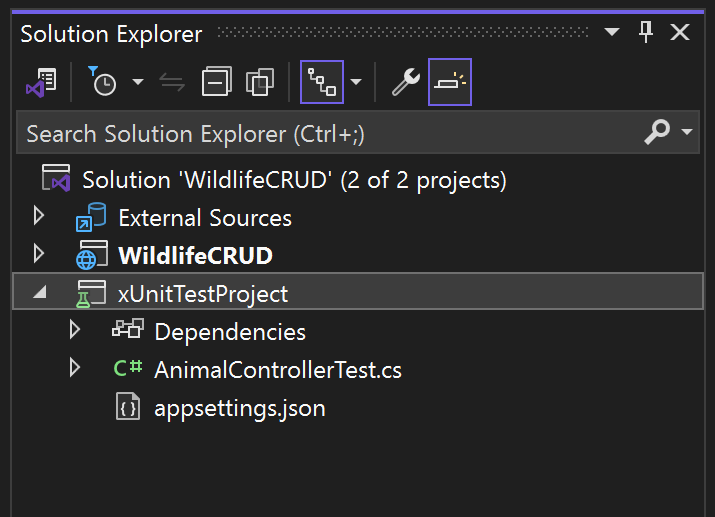 Solution Explorer
Search Solution Explorer (Ctrl+;)
Solution 'WildlifeCRUD' (2 of 2 projects)
External Sources
WildlifeCRUD
xUnitTestProject
Dependencies
C# AnimalControllerTest.cs
appsettings.json